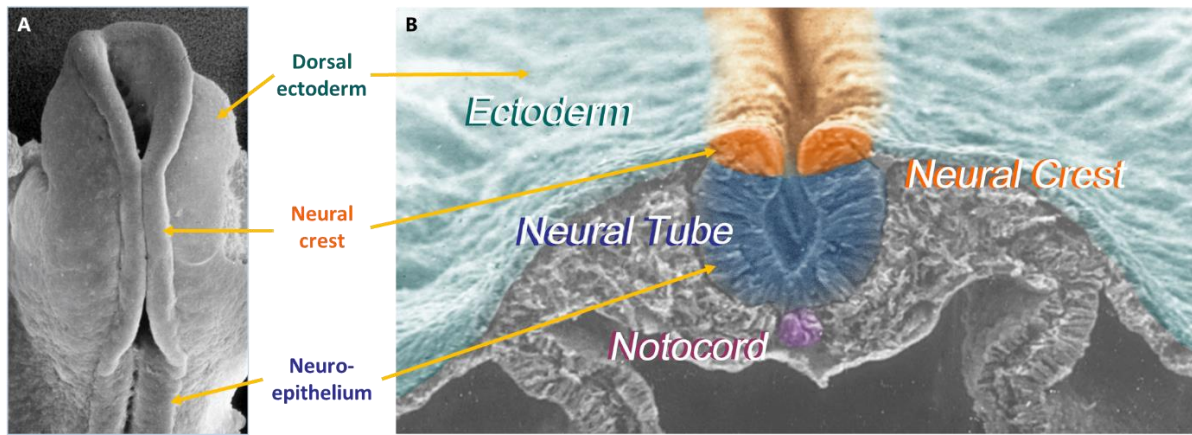 A
B
Dorsal
ectoderm
Ectoderm
Neural Crest
Neural
crest
Neural Tube
Notocord
Neuro-
epithelium